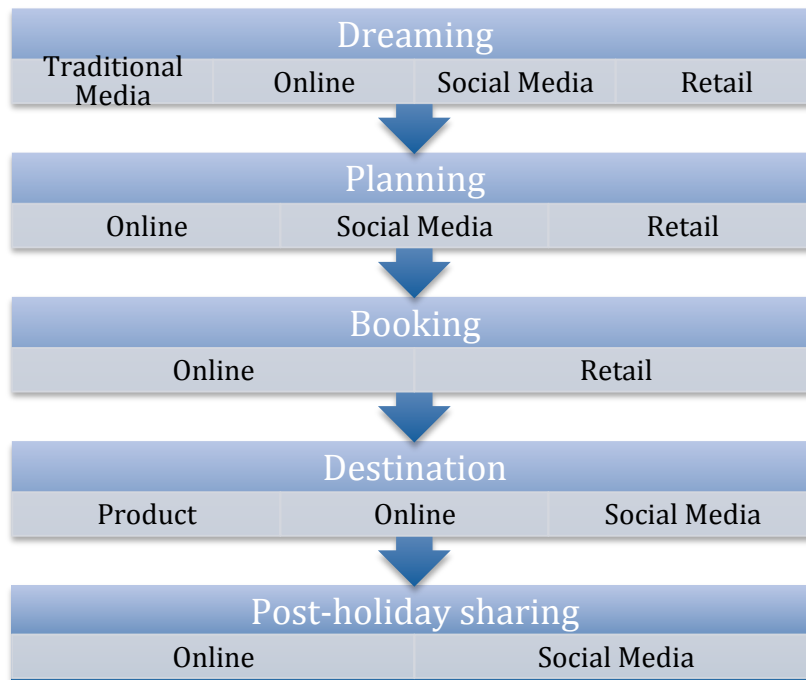 Dreaming
Traditional
Media
Online
Social Media
Retail
Planning
Online
Social Media
Retail
Booking
Online
Retail
Destination
Product
Online
Social Media
Post-holiday sharing
Online
Social Media